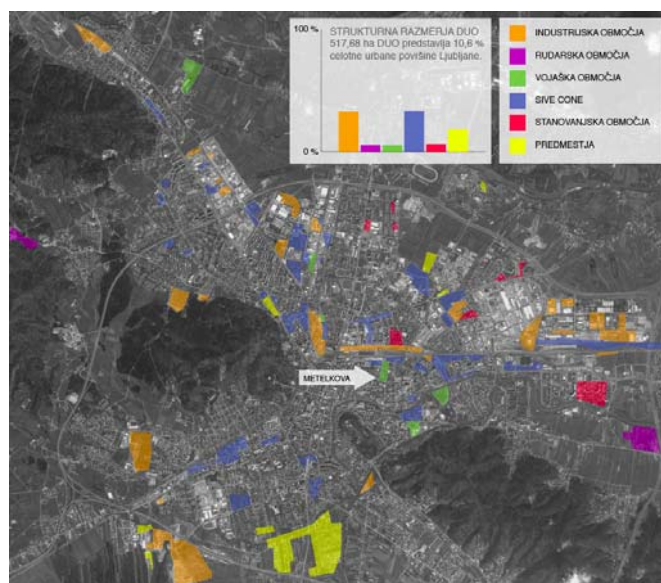 STRUKTURNA RAZMERJA DUO
517,68 ha DUO predstavlja 10,6 %
celotne urbane površine Ljubljane.
100 %
0 %
INDUSTRIJSKA OBMOČJA
RUDARSKA OBMOČJA
VOJAŠKA OBMOČJA
SIVE CONE
STANOVANJSKA OBMOČJA
PREDMESTJA
METELKOVA